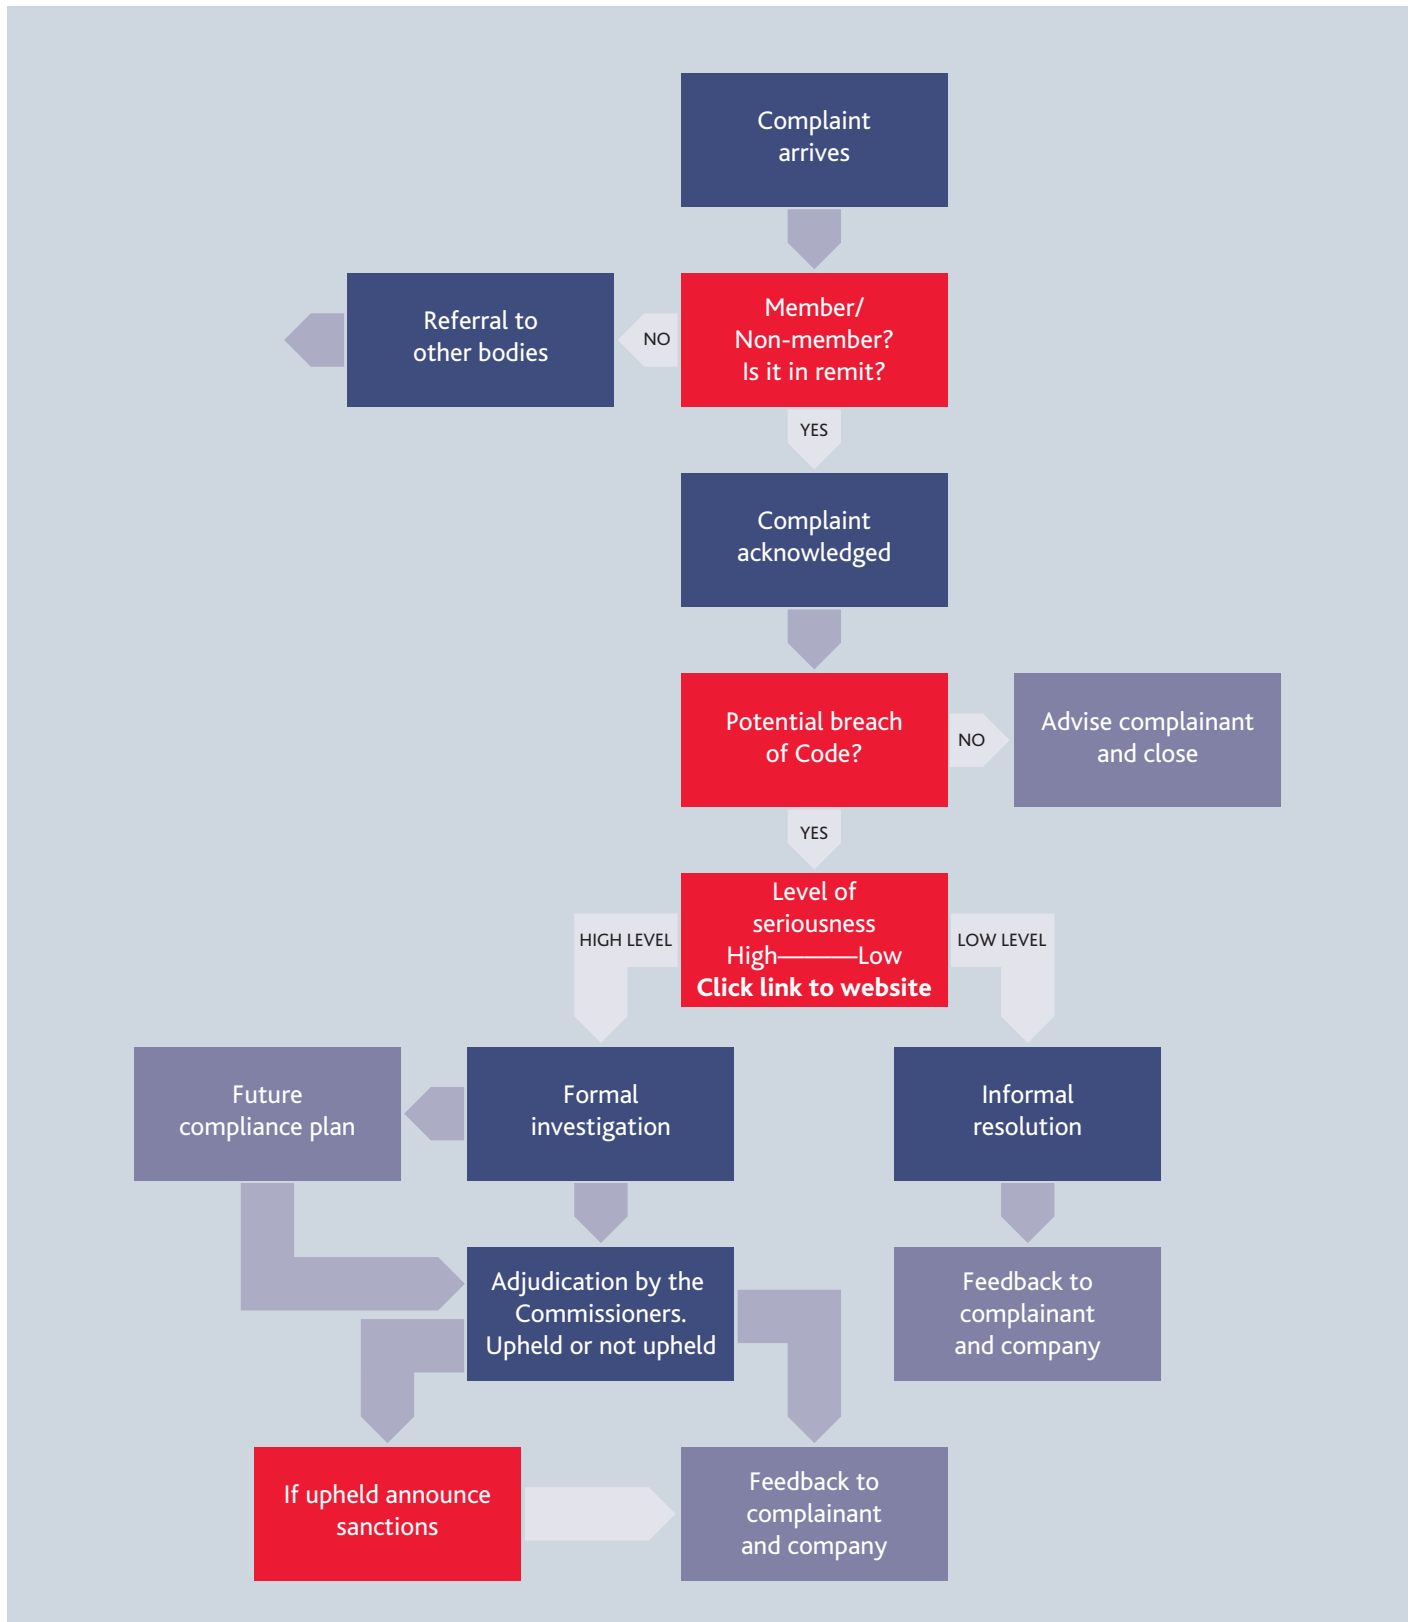 Complaint
arrives
Referral to
other bodies
NO
Member/
Non-member?
Is it in remit?
YES
Complaint
acknowledged
Potential breach
of Code?
NO
Advise complainant
and close
YES
Level of
seriousness
High———Low
Click link to website
HIGH LEVEL
LOW LEVEL
Future
compliance plan
Formal
investigation
Informal
resolution
Adjudication by the
Commissioners.
Upheld or not upheld
Feedback to
complainant
and company
If upheld announce
sanctions
Feedback to
complainant
and company